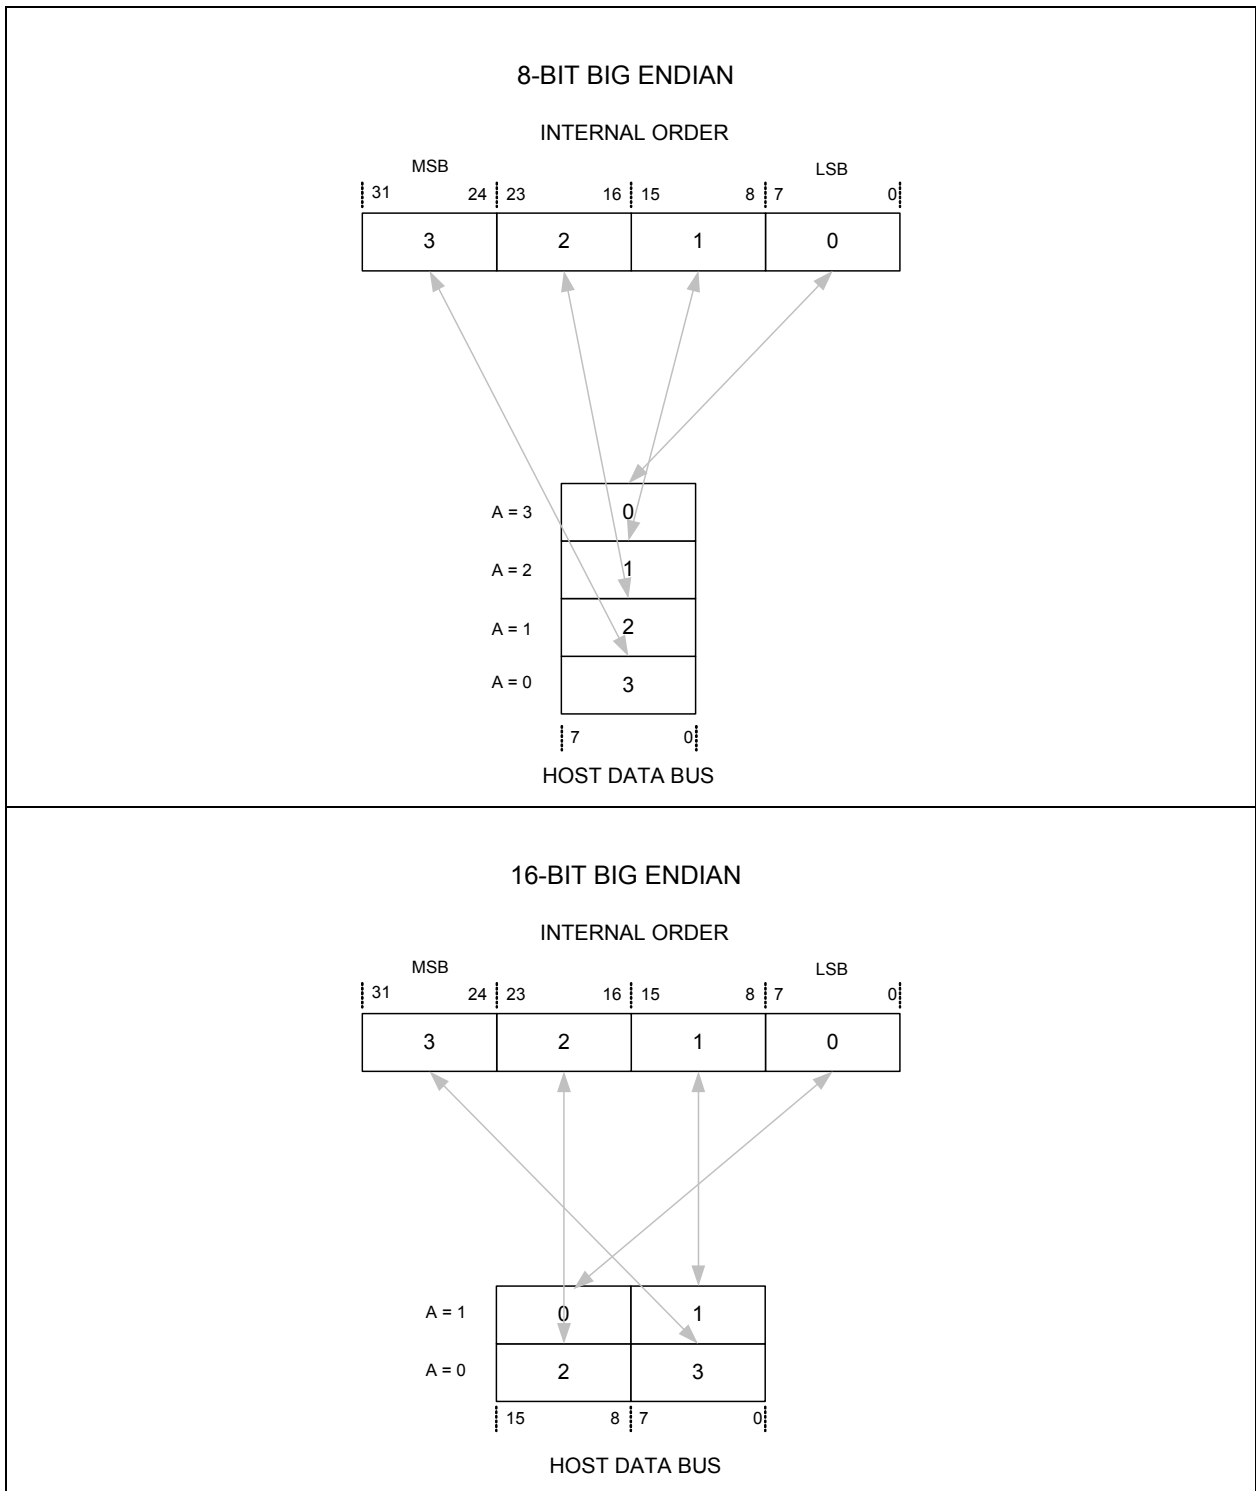 8-BIT BIG ENDIAN
INTERNAL ORDER
MSB LSB
31 24 23 16 15 8 7 0
3 2 1 0
A = 3 0
A = 2 1
A = 1 2
A = 0 3
7 0
HOST DATA BUS
16-BIT BIG ENDIAN
INTERNAL ORDER
MSB LSB
31 24 23 16 15 8 7 0
3 2 1 0
A = 1 0 1
A = 0 2 3
15 8 7 0
HOST DATA BUS